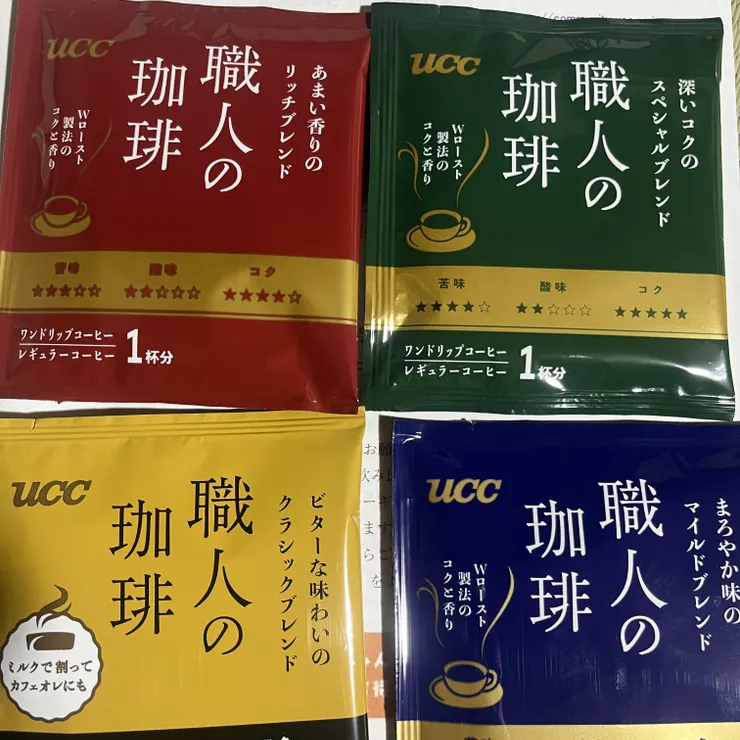 ucc
職人の
珈琲
あまい香りの
リッチブレンド
Wロースト
製法の
コクと香り
苦味 酸味 コク
★★★☆☆ ★★☆☆☆ ★★★★☆
ワンドリップコーヒー
レギュラーコーヒー
1杯分
ucc
職人の
珈琲
深いコクの
スペシャルブレンド
Wロースト
製法の
コクと香り
苦味 酸味 コク
★★★★☆ ★★☆☆☆ ★★★★★
ワンドリップコーヒー
レギュラーコーヒー
1杯分
ucc
職人の
珈琲
ビターな味わいの
クラシックブレンド
ミルクで割って
カフェオレにも
ucc
職人の
珈琲
まろやか味の
マイルドブレンド
Wロースト
製法の
コクと香り